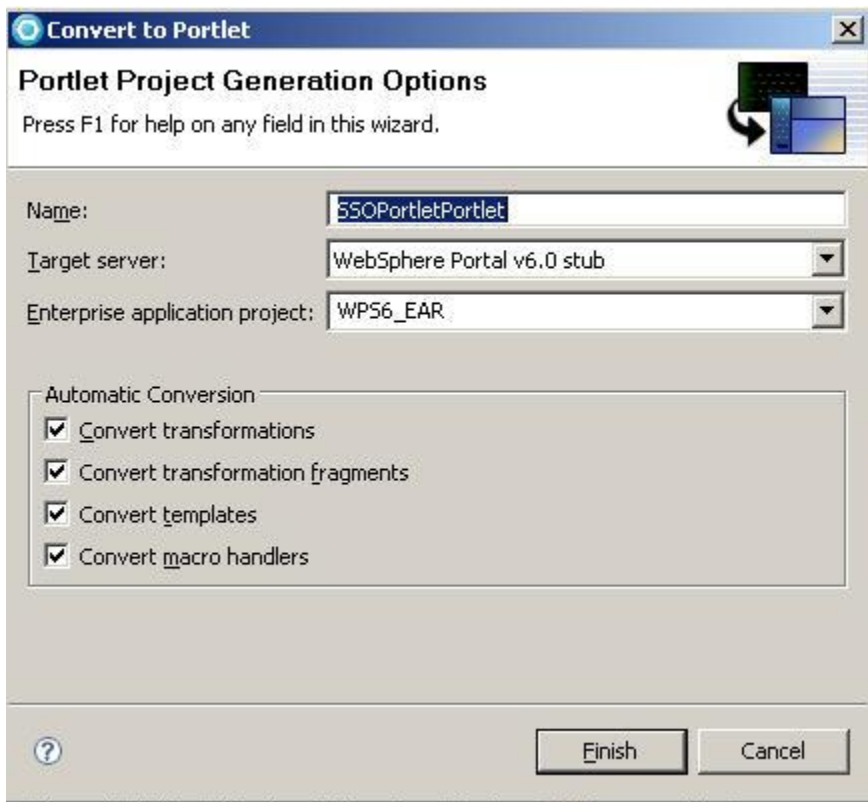 Convert to Portlet
Portlet Project Generation Options
Press F1 for help on any field in this wizard.
Name: SSOPortletPortlet
Target server: WebSphere Portal v6.0 stub
Enterprise application project: WPS6_EAR
Automatic Conversion
Convert transformations
Convert transformation fragments
Convert templates
Convert macro handlers
? Finish Cancel